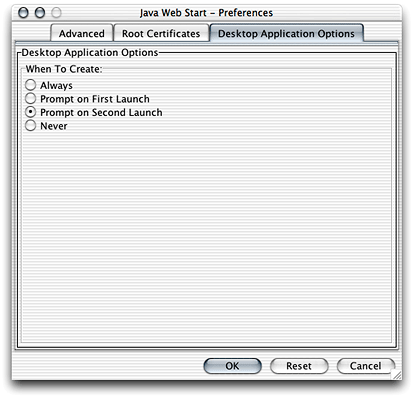 Java Web Start – Preferences
Advanced Root Certificates Desktop Application Options
Desktop Application Options
When To Create:
Always
Prompt on First Launch
Prompt on Second Launch
Never
OK Reset Cancel